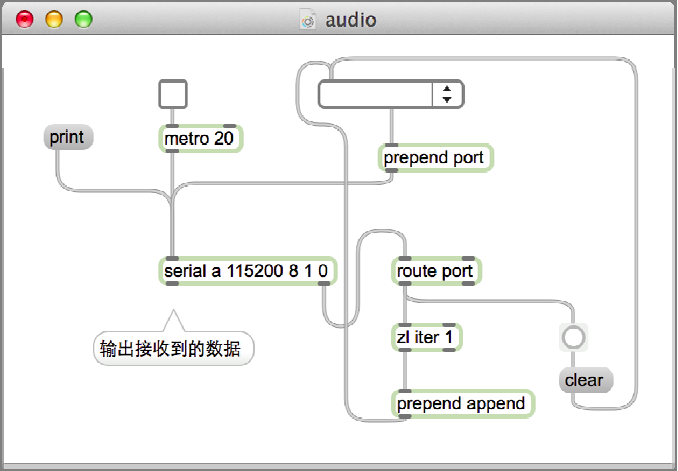 audio
print
metro 20
prepend port
serial a 115200 8 1 0
route port
输出接收到的数据
zl iter 1
clear
prepend append